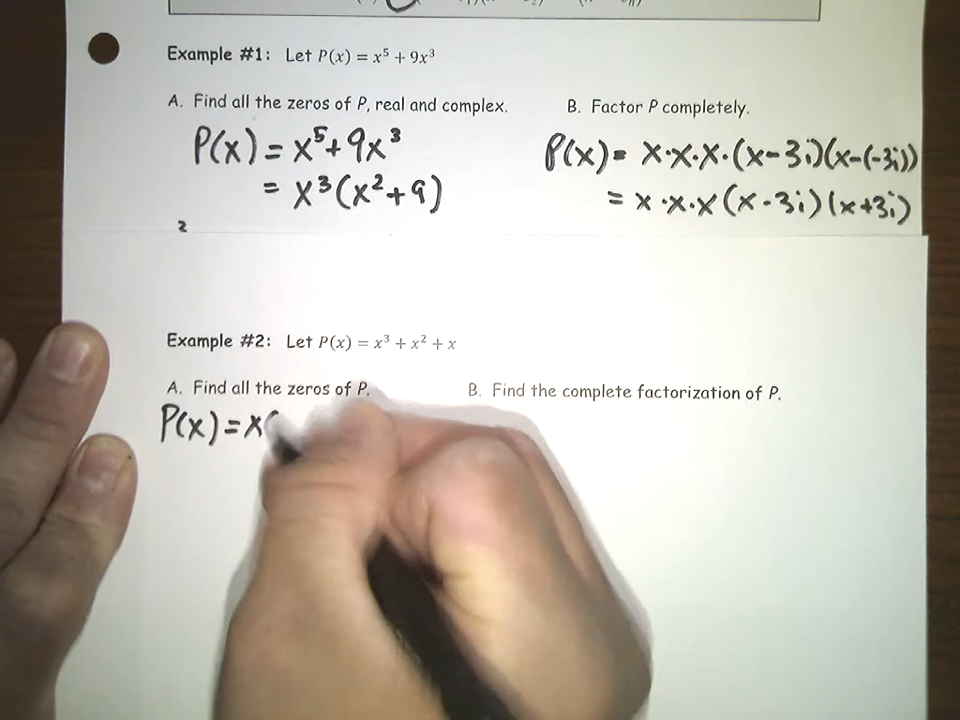 Example #1: Let P(x) = x⁵ + 9x³
A. Find all the zeros of P, real and complex.
B. Factor P completely.
P(x) = x⁵ + 9x³
= x³(x² + 9)
P(x) = x·x·x·(x-3i)(x-(-3i))
= x·x·x(x-3i)(x+3i)
2
Example #2: Let P(x) = x³ + x² + x
A. Find all the zeros of P.
B. Find the complete factorization of P.
P(x) = x(